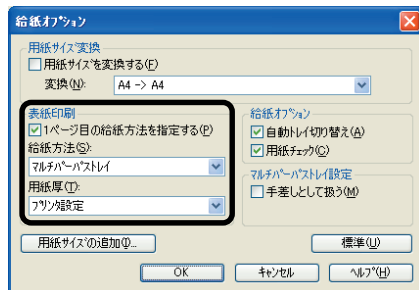 給紙オプション
用紙サイズ変換
用紙サイズを変換する(F)
変換(N):
A4 -> A4
表紙印刷
1ページ目の給紙方法を指定する(P)
給紙方法(S):
マルチパーパストレイ
用紙厚(T):
プリンタ設定
給紙オプション
自動トレイ切り替え(A)
用紙チェック(C)
マルチパーパストレイ設定
手差しとして扱う(M)
用紙サイズの追加(I)...
標準(U)
OK
キャンセル
ヘルプ(H)